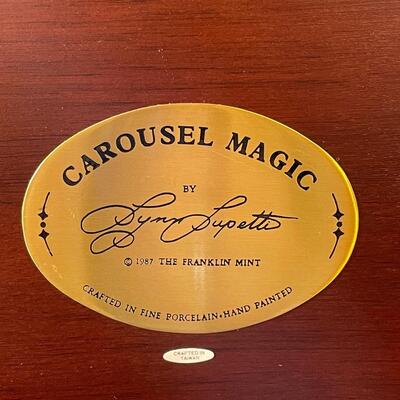 CAROUSEL MAGIC
BY
Lynn Lupetti
© 1987 THE FRANKLIN MINT
CRAFTED IN FINE PORCELAIN • HAND PAINTED
CRAFTED IN
TAIWAN